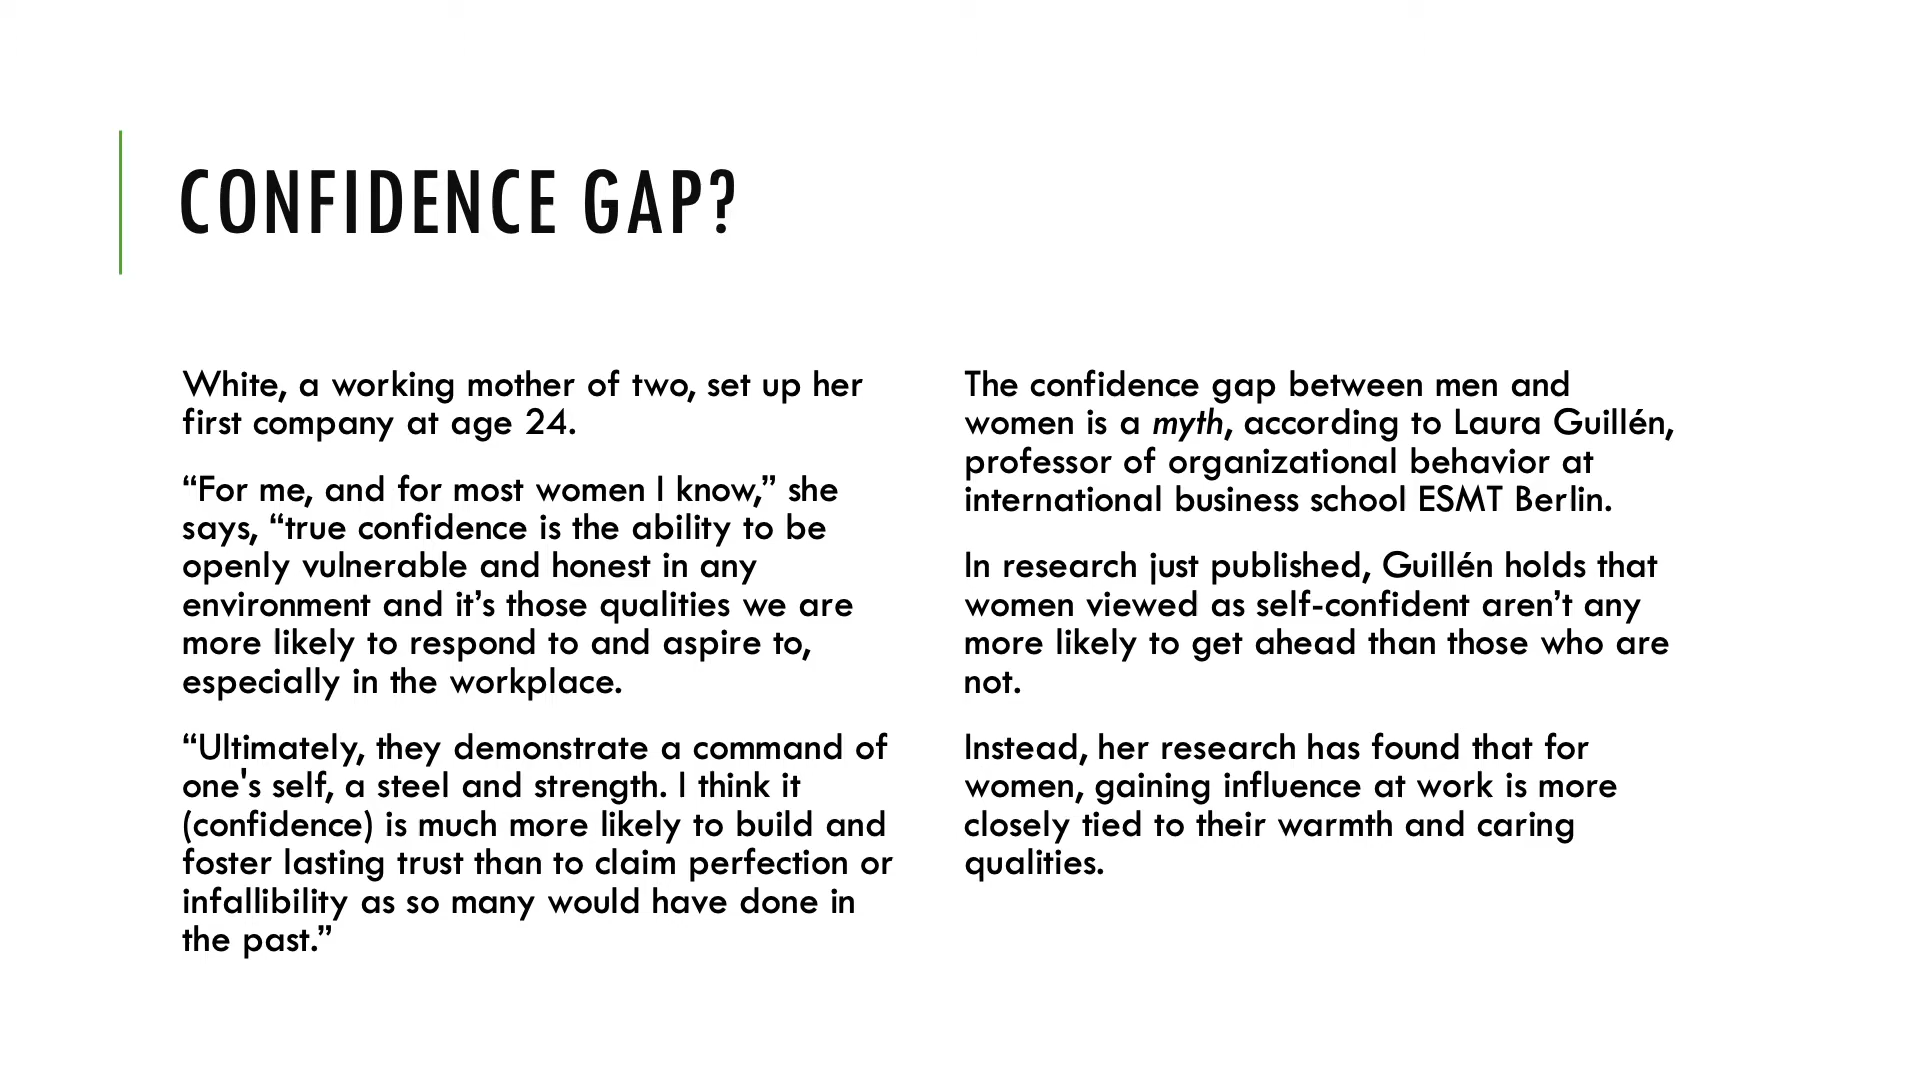 CONFIDENCE GAP?
White, a working mother of two, set up her
first company at age 24.
“For me, and for most women I know,” she
says, “true confidence is the ability to be
openly vulnerable and honest in any
environment and it’s those qualities we are
more likely to respond to and aspire to,
especially in the workplace.
“Ultimately, they demonstrate a command of
one's self, a steel and strength. I think it
(confidence) is much more likely to build and
foster lasting trust than to claim perfection or
infallibility as so many would have done in
the past.”
The confidence gap between men and
women is a myth, according to Laura Guillén,
professor of organizational behavior at
international business school ESMT Berlin.
In research just published, Guillén holds that
women viewed as self-confident aren’t any
more likely to get ahead than those who are
not.
Instead, her research has found that for
women, gaining influence at work is more
closely tied to their warmth and caring
qualities.